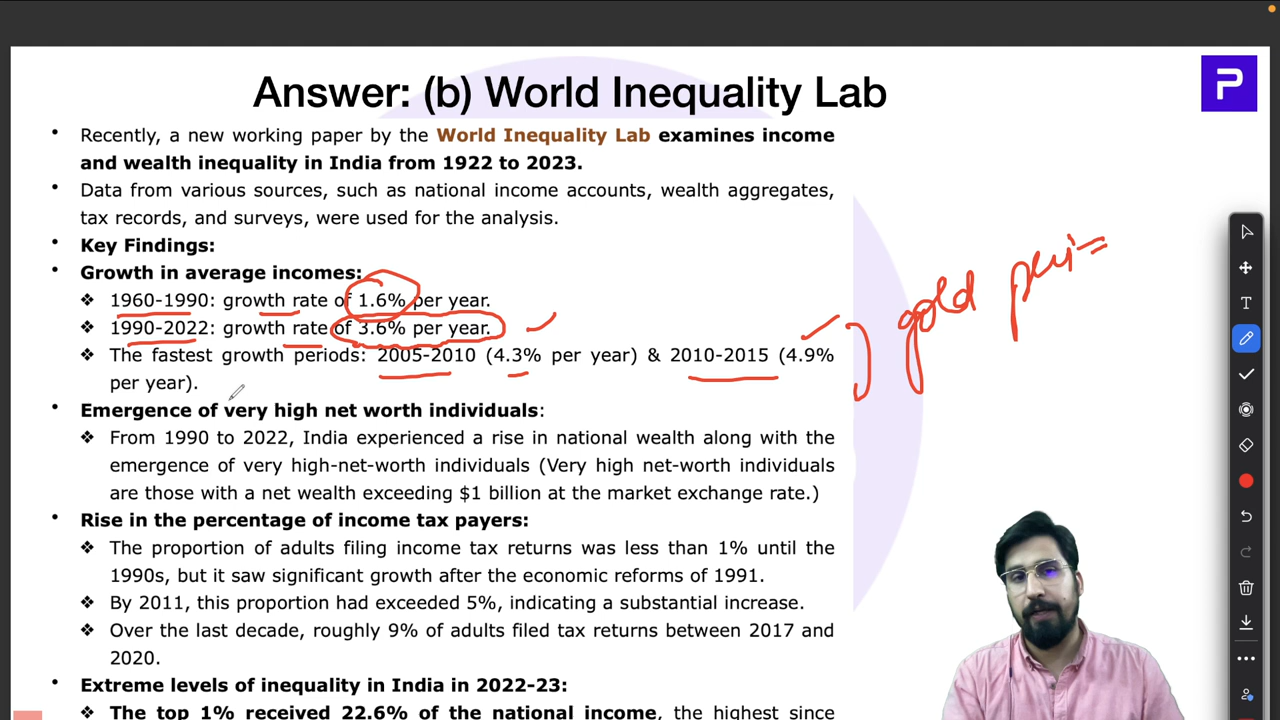 Answer: (b) World Inequality Lab
P
• Recently, a new working paper by the World Inequality Lab examines income
and wealth inequality in India from 1922 to 2023.
• Data from various sources, such as national income accounts, wealth aggregates,
tax records, and surveys, were used for the analysis.
• Key Findings:
• Growth in average incomes:
❖ 1960-1990: growth rate of 1.6% per year.
❖ 1990-2022: growth rate of 3.6% per year.
❖ The fastest growth periods: 2005-2010 (4.3% per year) & 2010-2015 (4.9%
per year).
gold peri
• Emergence of very high net worth individuals:
❖ From 1990 to 2022, India experienced a rise in national wealth along with the
emergence of very high-net-worth individuals (Very high net-worth individuals
are those with a net wealth exceeding $1 billion at the market exchange rate.)
• Rise in the percentage of income tax payers:
❖ The proportion of adults filing income tax returns was less than 1% until the
1990s, but it saw significant growth after the economic reforms of 1991.
❖ By 2011, this proportion had exceeded 5%, indicating a substantial increase.
❖ Over the last decade, roughly 9% of adults filed tax returns between 2017 and
2020.
• Extreme levels of inequality in India in 2022-23:
❖ The top 1% received 22.6% of the national income, the highest since